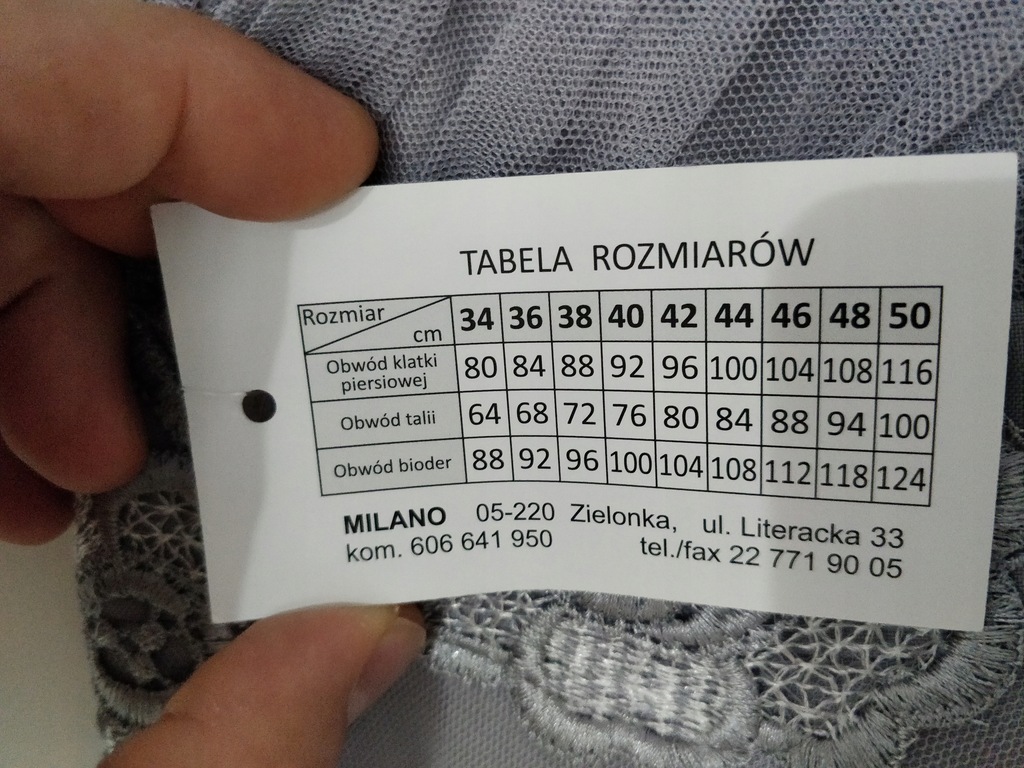 TABELA ROZMIARÓW
Rozmiar cm 34 36 38 40 42 44 46 48 50
Obwód klatki piersiowej 80 84 88 92 96 100 104 108 116
Obwód talii 64 68 72 76 80 84 88 94 100
Obwód bioder 88 92 96 100 104 108 112 118 124
MILANO 05-220 Zielonka, ul. Literacka 33
kom. 606 641 950 tel./fax 22 771 90 05